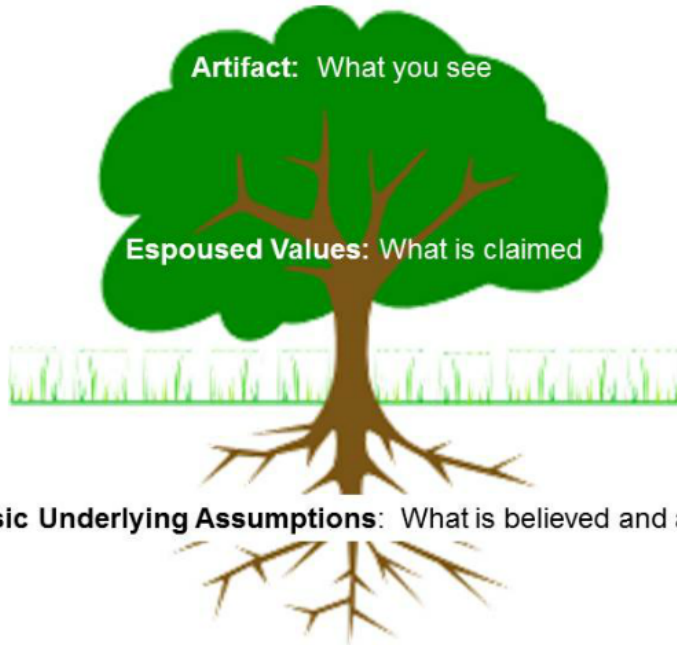 Artifact: What you see
Espoused Values: What is claimed
sic Underlying Assumptions: What is believed and a